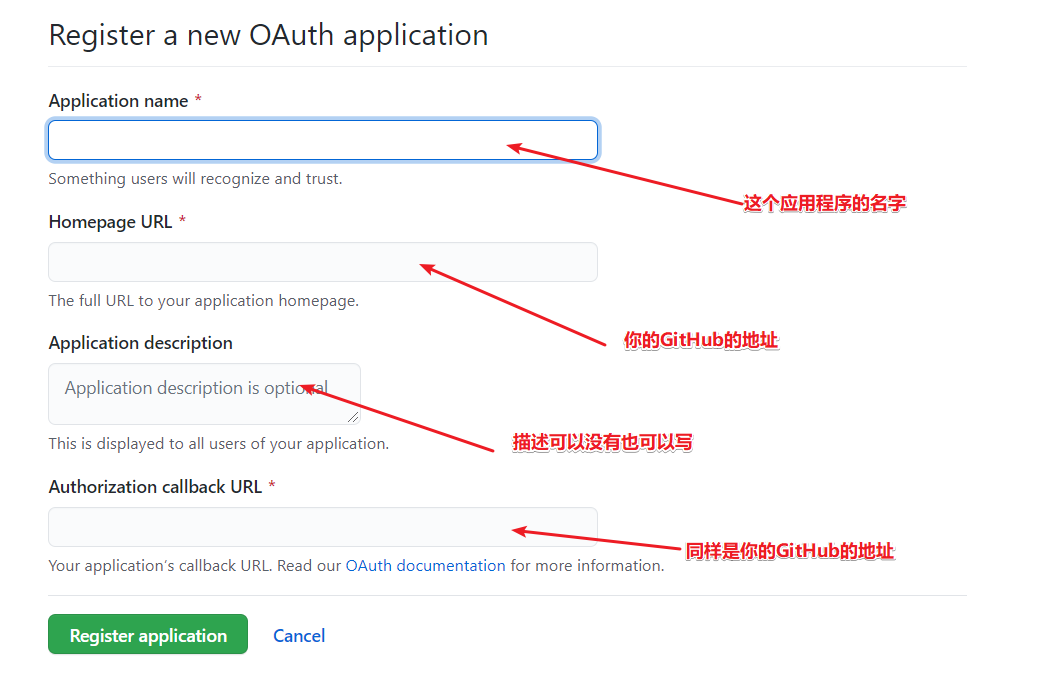 Register a new OAuth application
Application name *
Something users will recognize and trust.
这个应用程序的名字
Homepage URL *
The full URL to your application homepage.
你的GitHub的地址
Application description
Application description is optional
This is displayed to all users of your application.
描述可以没有也可以写
Authorization callback URL *
同样是你的GitHub的地址
Your application's callback URL. Read our OAuth documentation for more information.
Register application
Cancel